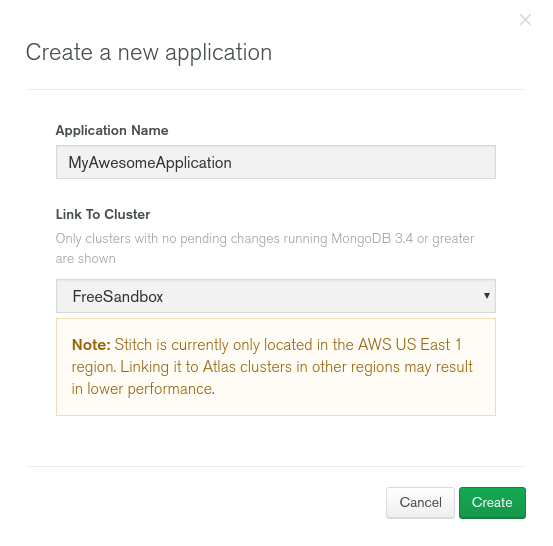 Create a new application
Application Name
MyAwesomeApplication
Link To Cluster
Only clusters with no pending changes running MongoDB 3.4 or greater
are shown
FreeSandbox
Note: Stitch is currently only located in the AWS US East 1
region. Linking it to Atlas clusters in other regions may result
in lower performance.
Cancel
Create